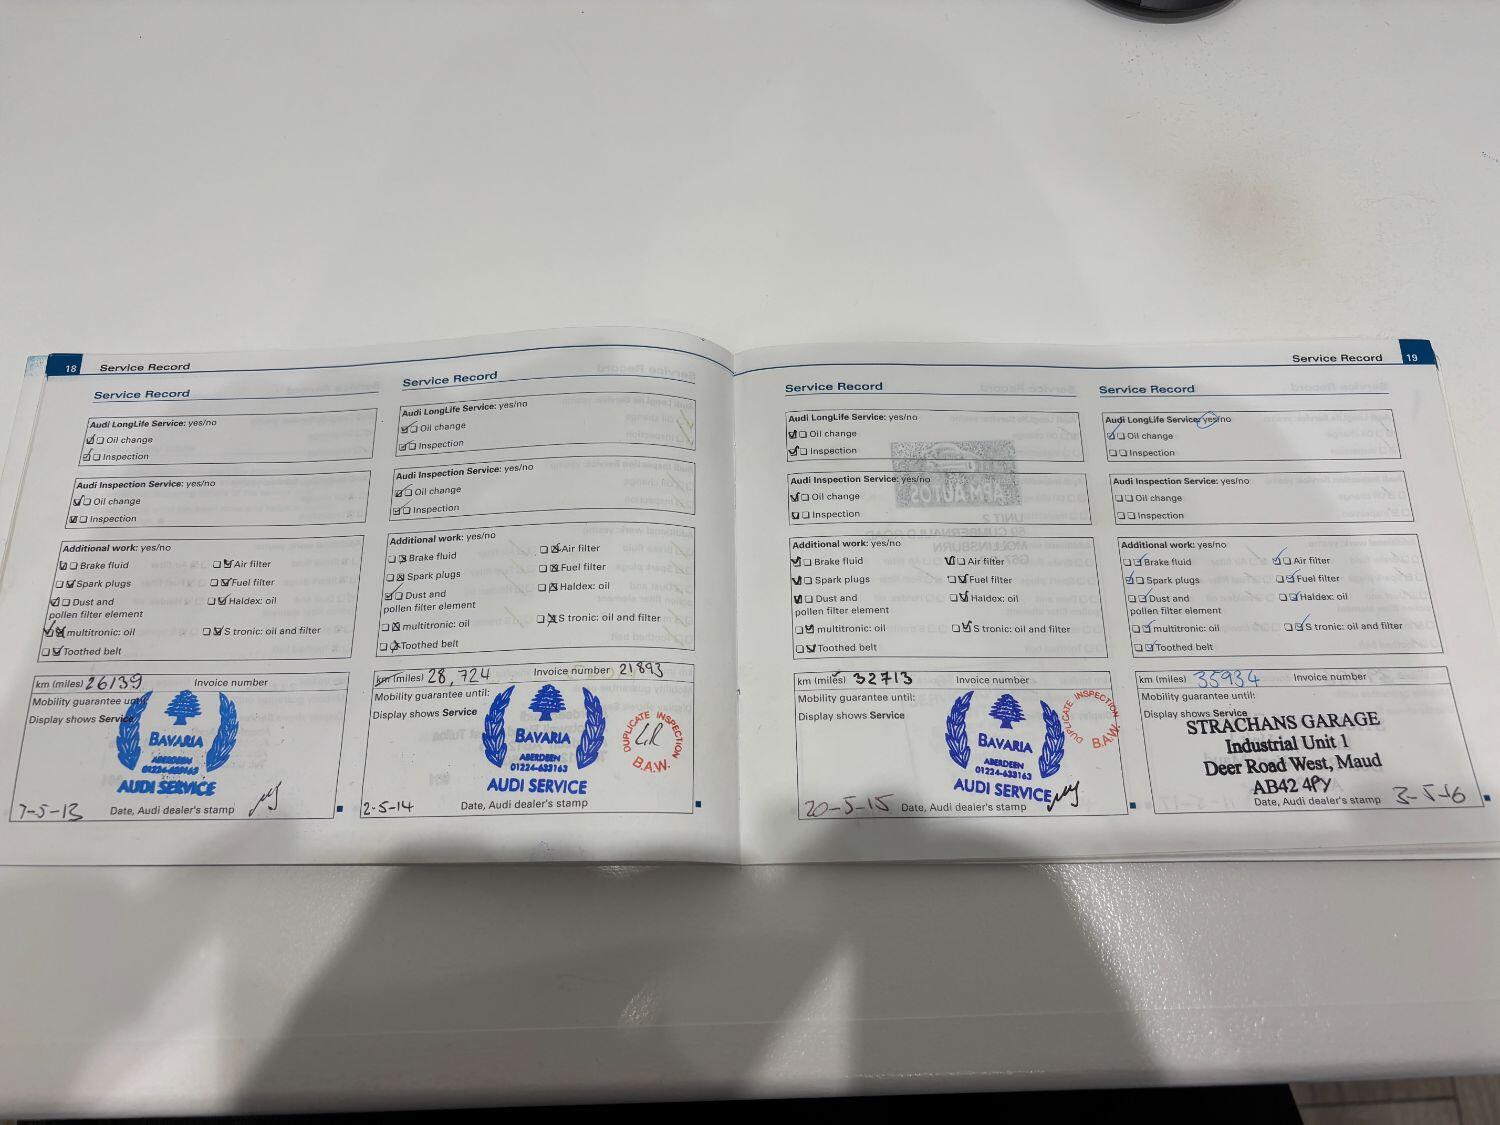 18 Service Record
Service Record
Audi LongLife Service: yes/no
Oil change
Inspection
Audi Inspection Service: yes/no
Oil change
Inspection
Additional work: yes/no
Brake fluid Air filter
Spark plugs Fuel filter
Dust and Haldex: oil
pollen filter element
multitronic: oil S tronic: oil and filter
Toothed belt
km (miles) 26139 Invoice number
Mobility guarantee until:
Display shows Service
BAVARIA
ABERDEEN
01224-633163
AUDI SERVICE
7-5-13 Date, Audi dealer's stamp
Service Record
Audi LongLife Service: yes/no
Oil change
Inspection
Audi Inspection Service: yes/no
Oil change
Inspection
Additional work: yes/no
Brake fluid Air filter
Spark plugs Fuel filter
Dust and Haldex: oil
pollen filter element
multitronic: oil S tronic: oil and filter
Toothed belt
km (miles) 28,724 Invoice number 21893
Mobility guarantee until:
Display shows Service
BAVARIA
ABERDEEN
01224-633163
AUDI SERVICE
DUPLICATE INSPECTION
LR
B.A.W.
2-5-14 Date, Audi dealer's stamp
Service Record 19
Service Record
Audi LongLife Service: yes/no
Oil change
Inspection
Audi Inspection Service: yes/no
Oil change
Inspection
Additional work: yes/no
Brake fluid Air filter
Spark plugs Fuel filter
Dust and Haldex: oil
pollen filter element
multitronic: oil S tronic: oil and filter
Toothed belt
km (miles) 32713 Invoice number
Mobility guarantee until:
Display shows Service
BAVARIA
ABERDEEN
01224-633163
AUDI SERVICE
DUPLICATE INSPECTION
B.A.W.
20-5-15 Date, Audi dealer's stamp
Service Record
Audi LongLife Service: yes/no
Oil change
Inspection
Audi Inspection Service: yes/no
Oil change
Inspection
Additional work: yes/no
Brake fluid Air filter
Spark plugs Fuel filter
Dust and Haldex: oil
pollen filter element
multitronic: oil S tronic: oil and filter
Toothed belt
km (miles) 35934 Invoice number
Mobility guarantee until:
Display shows Service
STRACHANS GARAGE
Industrial Unit 1
Deer Road West, Maud
AB42 4PY
Date, Audi dealer's stamp 3-5-16